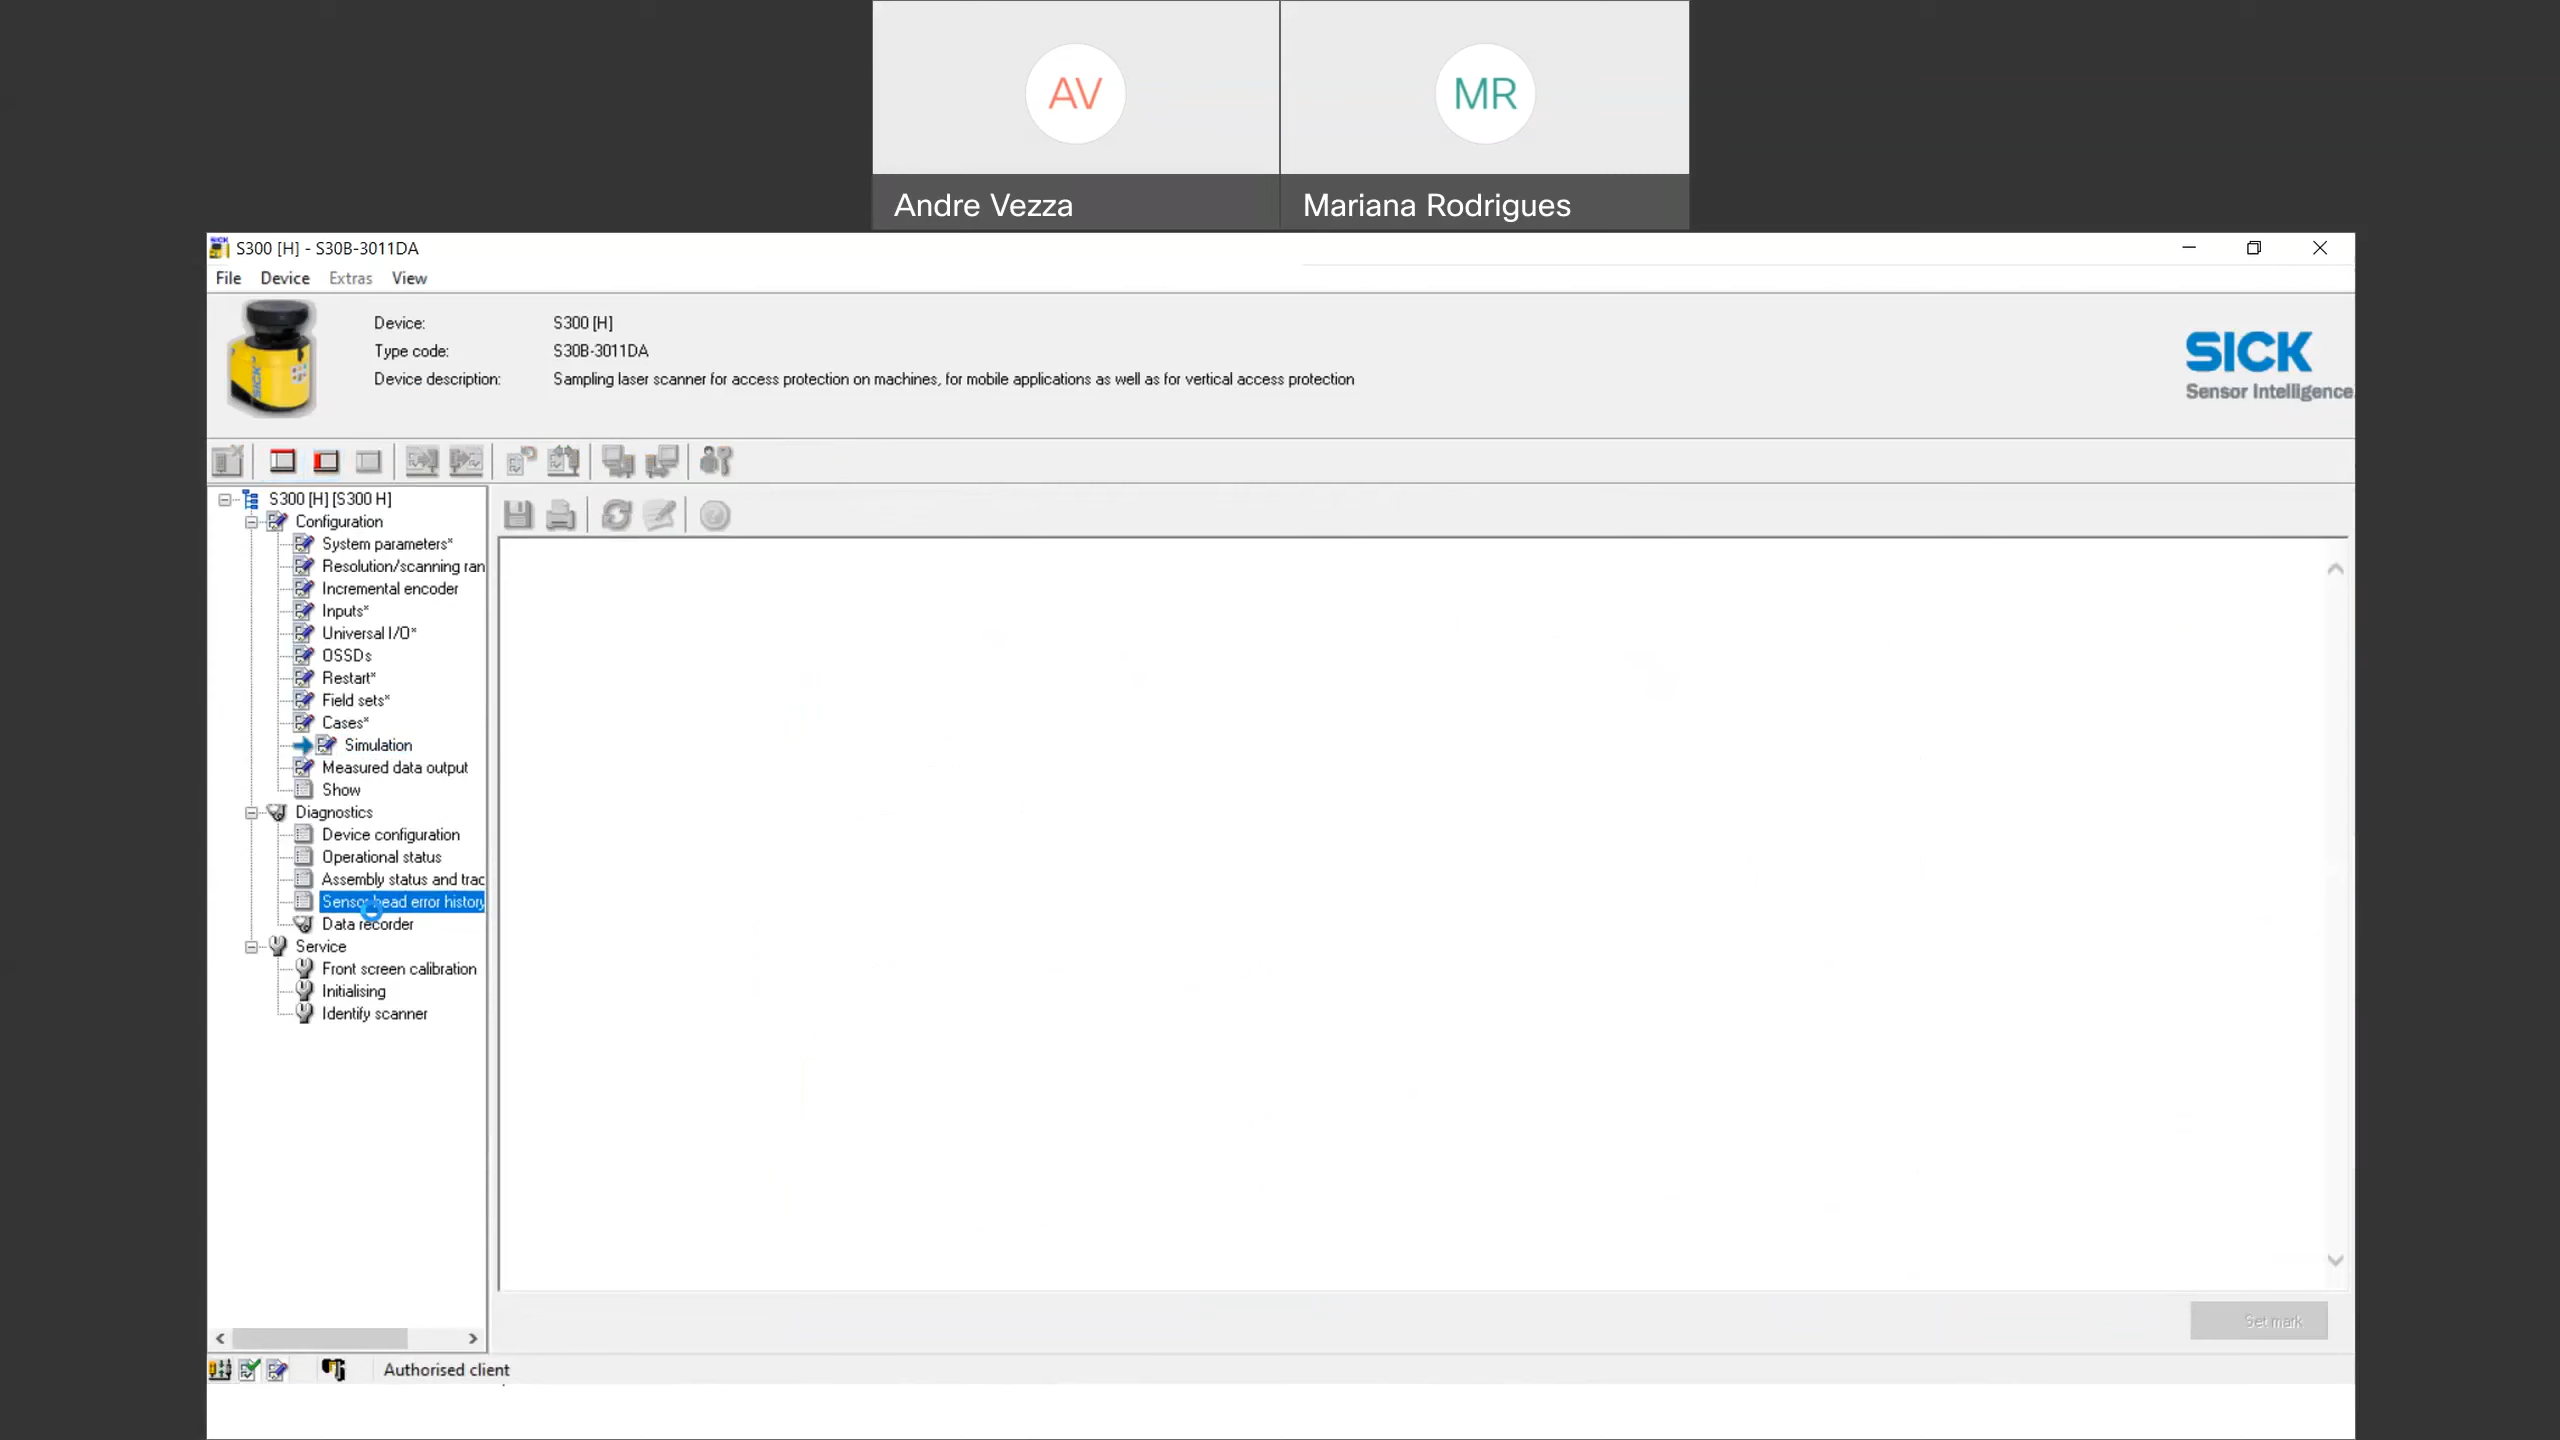 AV
MR
Andre Vezza
Mariana Rodrigues
S300 [H] - S30B-3011DA
File Device Extras View
Device: S300 [H]
Type code: S30B-3011DA
Device description: Sampling laser scanner for access protection on machines, for mobile applications as well as for vertical access protection
SICK
Sensor Intelligence
S300 [H] [S300 H]
Configuration
System parameters*
Resolution/scanning ran
Incremental encoder
Inputs*
Universal I/O*
OSSDs
Restart*
Field sets*
Cases*
Simulation
Measured data output
Show
Diagnostics
Device configuration
Operational status
Assembly status and trac
Sensor head error history
Data recorder
Service
Front screen calibration
Initialising
Identify scanner
Set mark
Authorised client